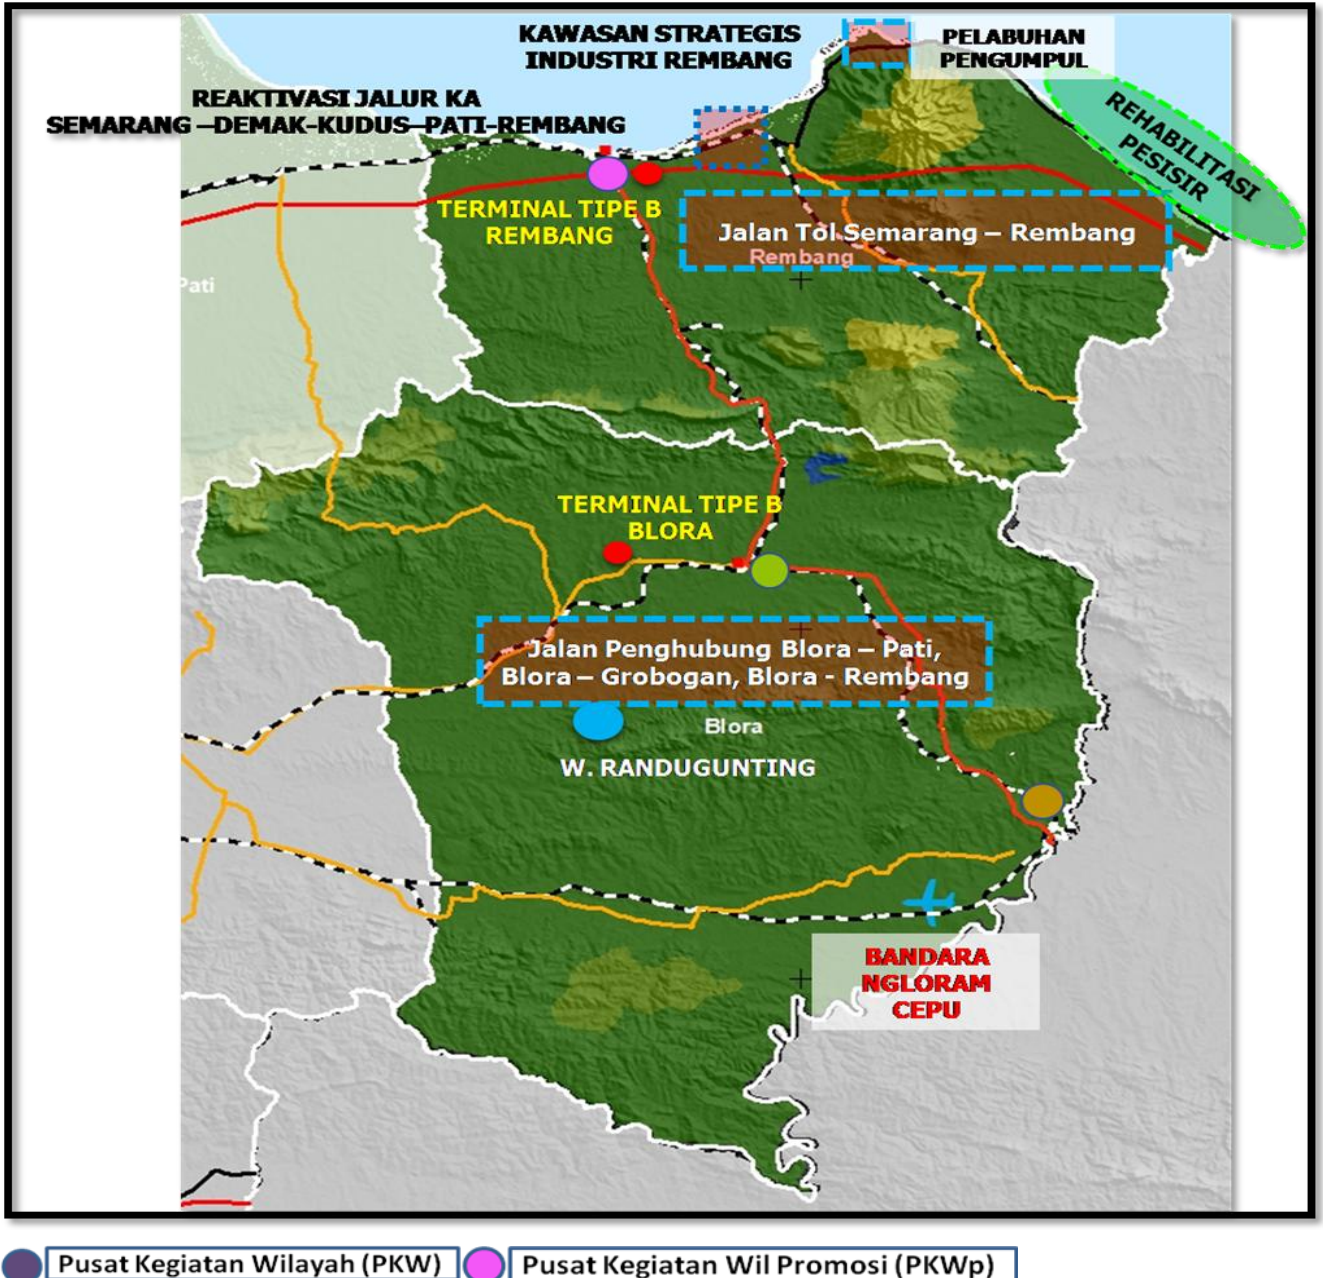 KAWASAN STRATEGIS
INDUSTRI REMBANG
PELABUHAN
PENGUMPUL
REAKTIVASI JALUR KA
SEMARANG –DEMAK-KUDUS–PATI-REMBANG
REHABILITASI
PESISIR
TERMINAL TIPE B
REMBANG
Jalan Tol Semarang – Rembang
Rembang
Pati
TERMINAL TIPE B
BLORA
Jalan Penghubung Blora – Pati,
Blora – Grobogan, Blora - Rembang
Blora
W. RANDUGUNTING
BANDARA
NGLORAM
CEPU
Pusat Kegiatan Wilayah (PKW)
Pusat Kegiatan Wil Promosi (PKWp)